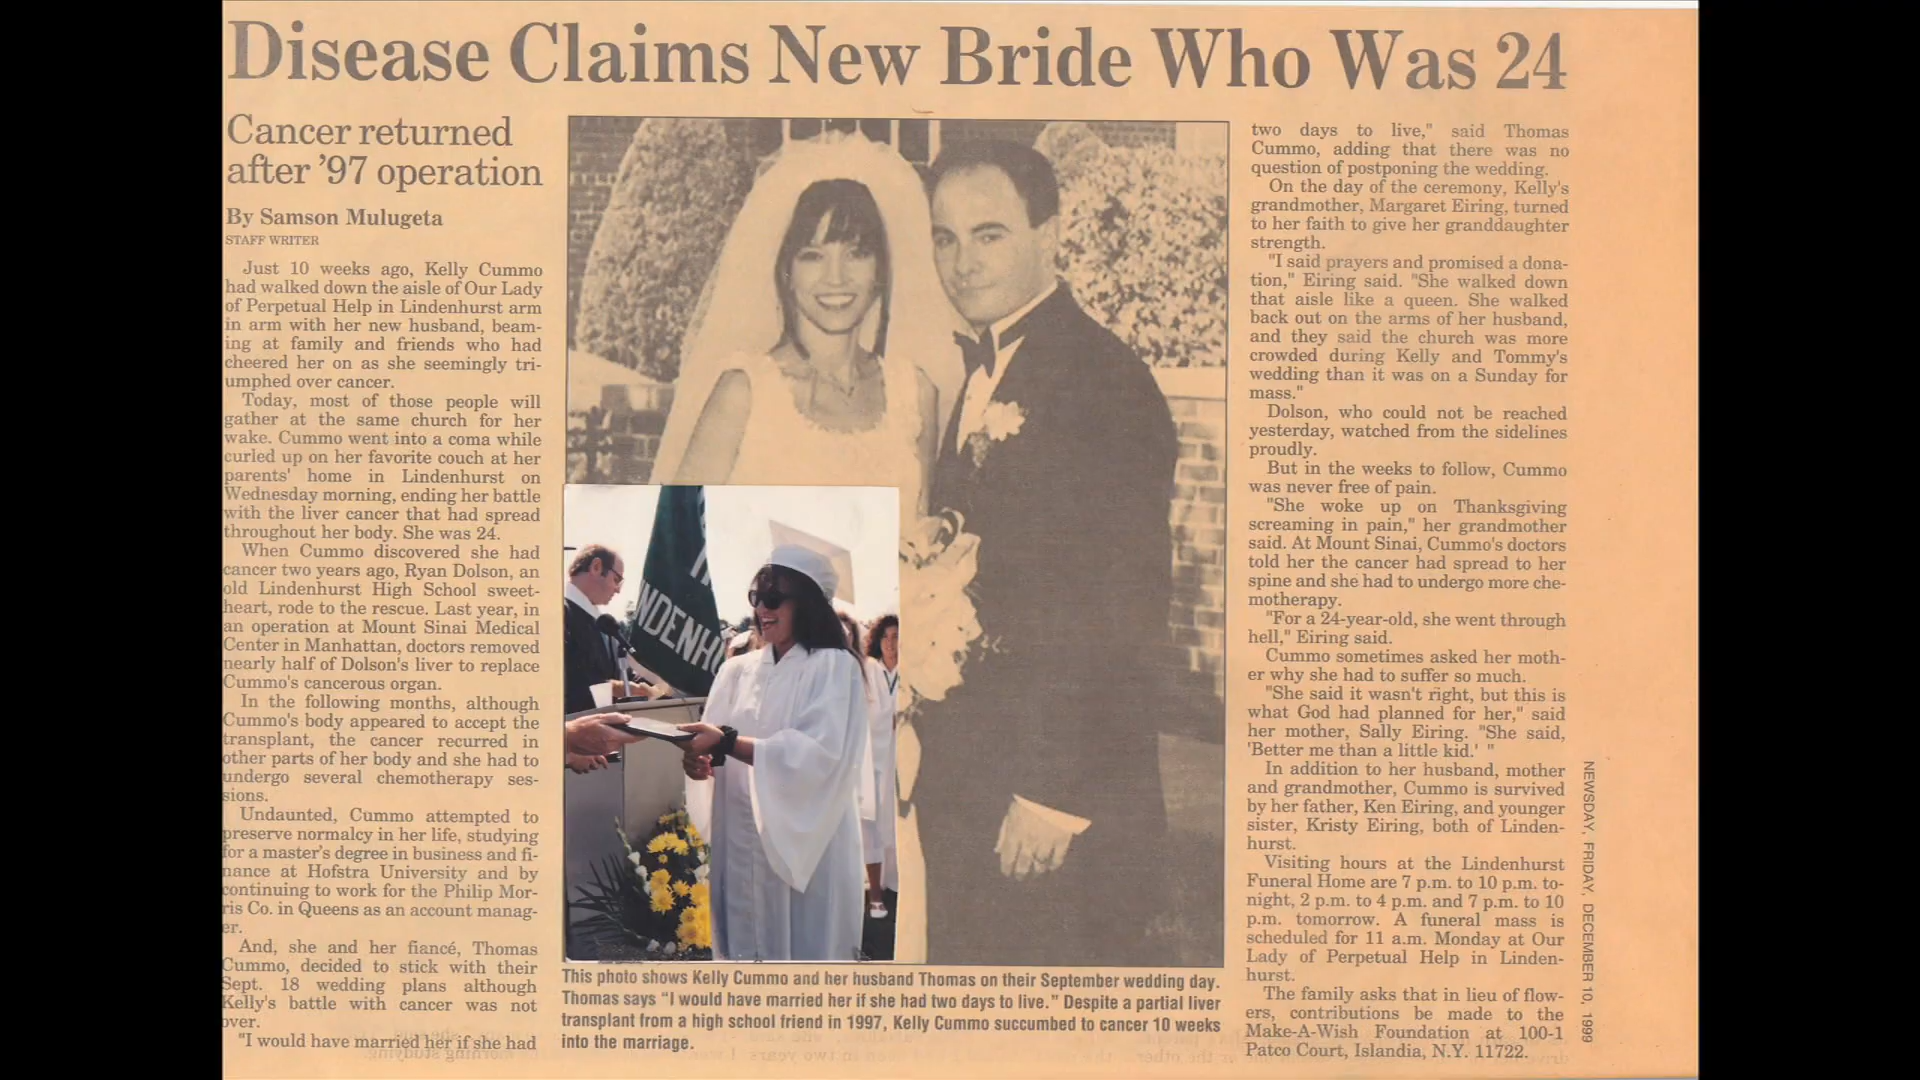 Disease Claims New Bride Who Was 24
Cancer returned
after '97 operation
By Samson Mulugeta
STAFF WRITER
Just 10 weeks ago, Kelly Cummo
had walked down the aisle of Our Lady
of Perpetual Help in Lindenhurst arm
in arm with her new husband, beam-
ing at family and friends who had
cheered her on as she seemingly tri-
umphed over cancer.
Today, most of those people will
gather at the same church for her
wake. Cummo went into a coma while
curled up on her favorite couch at her
parents' home in Lindenhurst on
Wednesday morning, ending her battle
with the liver cancer that had spread
throughout her body. She was 24.
When Cummo discovered she had
cancer two years ago, Ryan Dolson, an
old Lindenhurst High School sweet-
heart, rode to the rescue. Last year, in
an operation at Mount Sinai Medical
Center in Manhattan, doctors removed
nearly half of Dolson's liver to replace
Cummo's cancerous organ.
In the following months, although
Cummo's body appeared to accept the
transplant, the cancer recurred in
other parts of her body and she had to
undergo several chemotherapy ses-
sions.
Undaunted, Cummo attempted to
preserve normalcy in her life, studying
for a master's degree in business and fi-
nance at Hofstra University and by
continuing to work for the Philip Mor-
ris Co. in Queens as an account manag-
er.
And, she and her fiancé, Thomas
Cummo, decided to stick with their
Sept. 18 wedding plans although
Kelly's battle with cancer was not
over.
"I would have married her if she had
NDENHU
This photo shows Kelly Cummo and her husband Thomas on their September wedding day.
Thomas says “I would have married her if she had two days to live.” Despite a partial liver
transplant from a high school friend in 1997, Kelly Cummo succumbed to cancer 10 weeks
into the marriage.
two days to live," said Thomas
Cummo, adding that there was no
question of postponing the wedding.
On the day of the ceremony, Kelly's
grandmother, Margaret Eiring, turned
to her faith to give her granddaughter
strength.
"I said prayers and promised a dona-
tion," Eiring said. "She walked down
that aisle like a queen. She walked
back out on the arms of her husband,
and they said the church was more
crowded during Kelly and Tommy's
wedding than it was on a Sunday for
mass."
Dolson, who could not be reached
yesterday, watched from the sidelines
proudly.
But in the weeks to follow, Cummo
was never free of pain.
"She woke up on Thanksgiving
screaming in pain," her grandmother
said. At Mount Sinai, Cummo's doctors
told her the cancer had spread to her
spine and she had to undergo more che-
motherapy.
"For a 24-year-old, she went through
hell," Eiring said.
Cummo sometimes asked her moth-
er why she had to suffer so much.
"She said it wasn't right, but this is
what God had planned for her," said
her mother, Sally Eiring. "She said,
'Better me than a little kid.' "
In addition to her husband, mother
and grandmother, Cummo is survived
by her father, Ken Eiring, and younger
sister, Kristy Eiring, both of Linden-
hurst.
Visiting hours at the Lindenhurst
Funeral Home are 7 p.m. to 10 p.m. to-
night, 2 p.m. to 4 p.m. and 7 p.m. to 10
p.m. tomorrow. A funeral mass is
scheduled for 11 a.m. Monday at Our
Lady of Perpetual Help in Linden-
hurst.
The family asks that in lieu of flow-
ers, contributions be made to the
Make-A-Wish Foundation at 100-1
Patco Court, Islandia, N.Y. 11722.
NEWSDAY, FRIDAY, DECEMBER 10, 1999